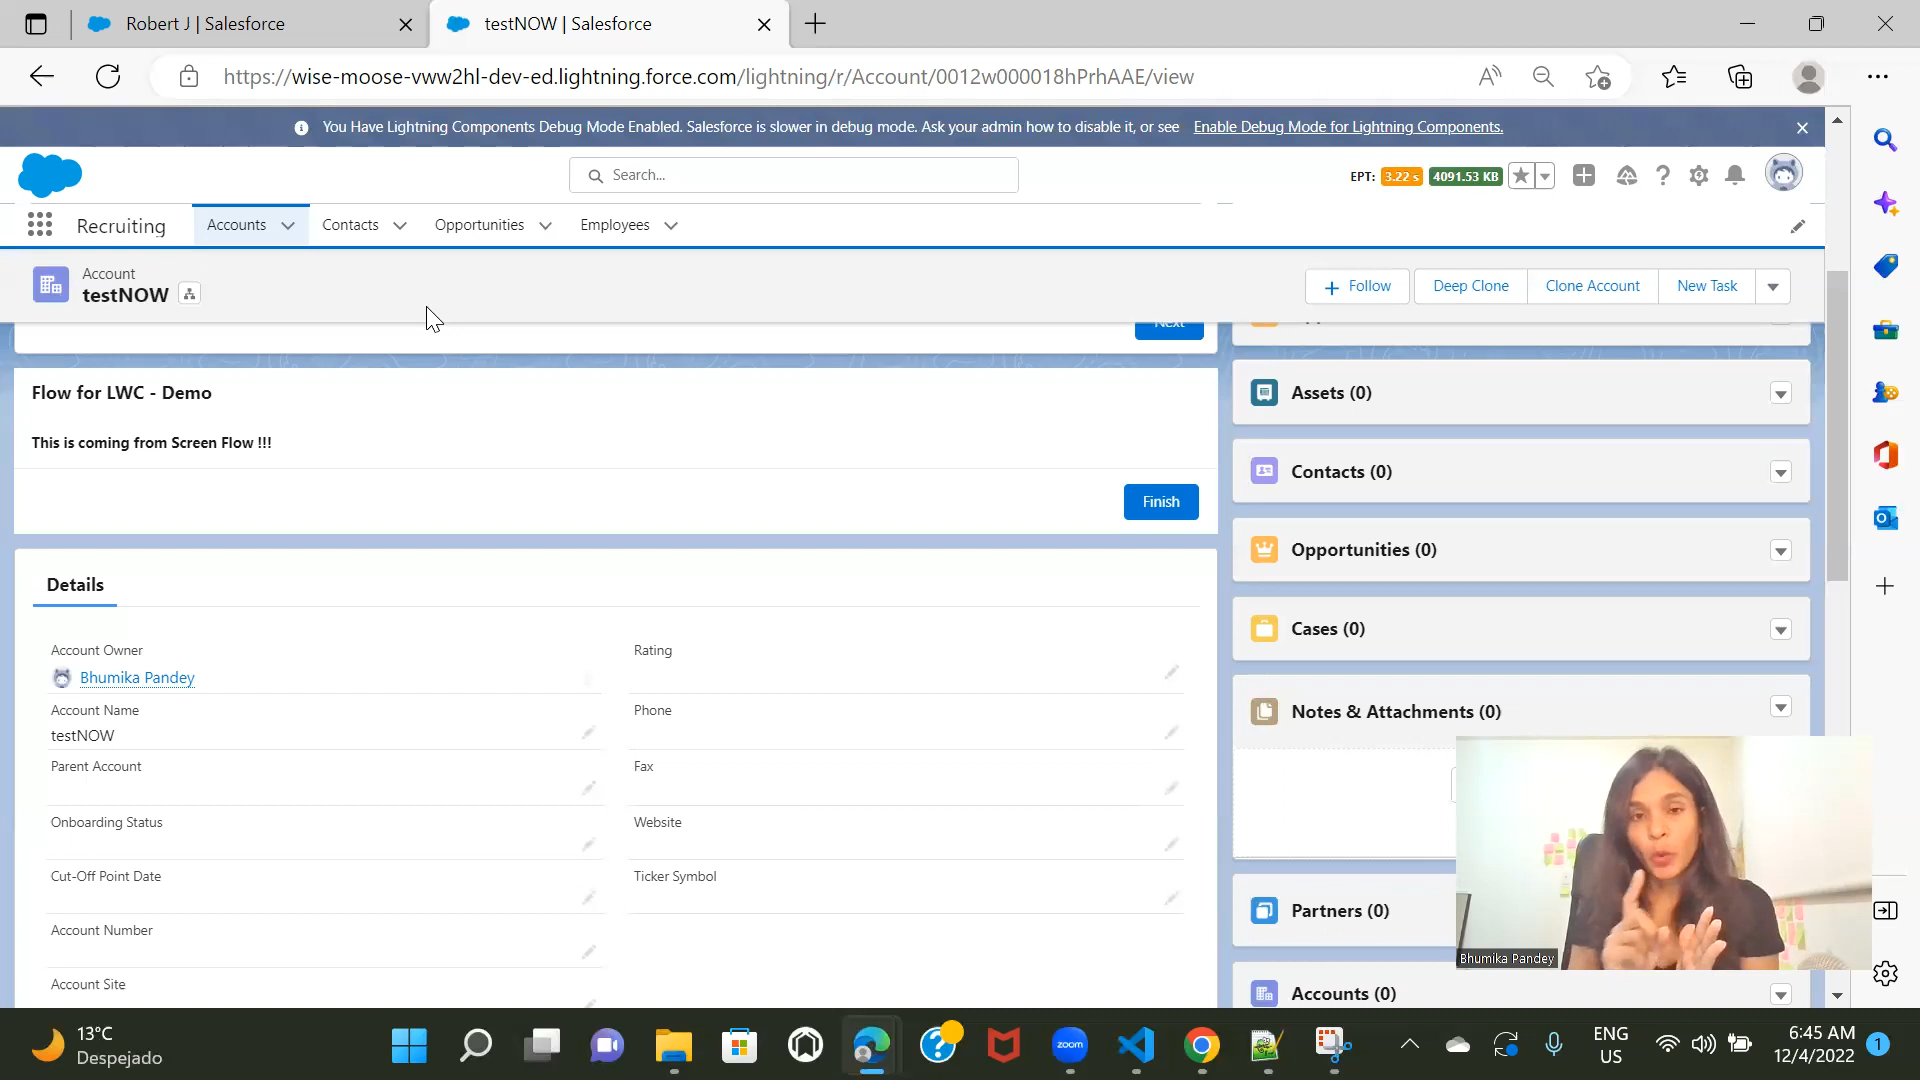 Robert J | Salesforce
testNOW | Salesforce
https://wise-moose-vww2hl-dev-ed.lightning.force.com/lightning/r/Account/0012w000018hPrhAAE/view
You Have Lightning Components Debug Mode Enabled. Salesforce is slower in debug mode. Ask your admin how to disable it, or see Enable Debug Mode for Lightning Components.
Search...
EPT: 3.22 s 4091.53 KB
Recruiting
Accounts
Contacts
Opportunities
Employees
Account
testNOW
Follow
Deep Clone
Clone Account
New Task
Next
Flow for LWC - Demo
This is coming from Screen Flow !!!
Finish
Details
Account Owner
Bhumika Pandey
Rating
Account Name
testNOW
Phone
Parent Account
Fax
Onboarding Status
Website
Cut-Off Point Date
Ticker Symbol
Account Number
Account Site
Assets (0)
Contacts (0)
Opportunities (0)
Cases (0)
Notes & Attachments (0)
Partners (0)
Accounts (0)
Bhumika Pandey
13°C
Despejado
zoom
ENG
US
6:45 AM
12/4/2022
1